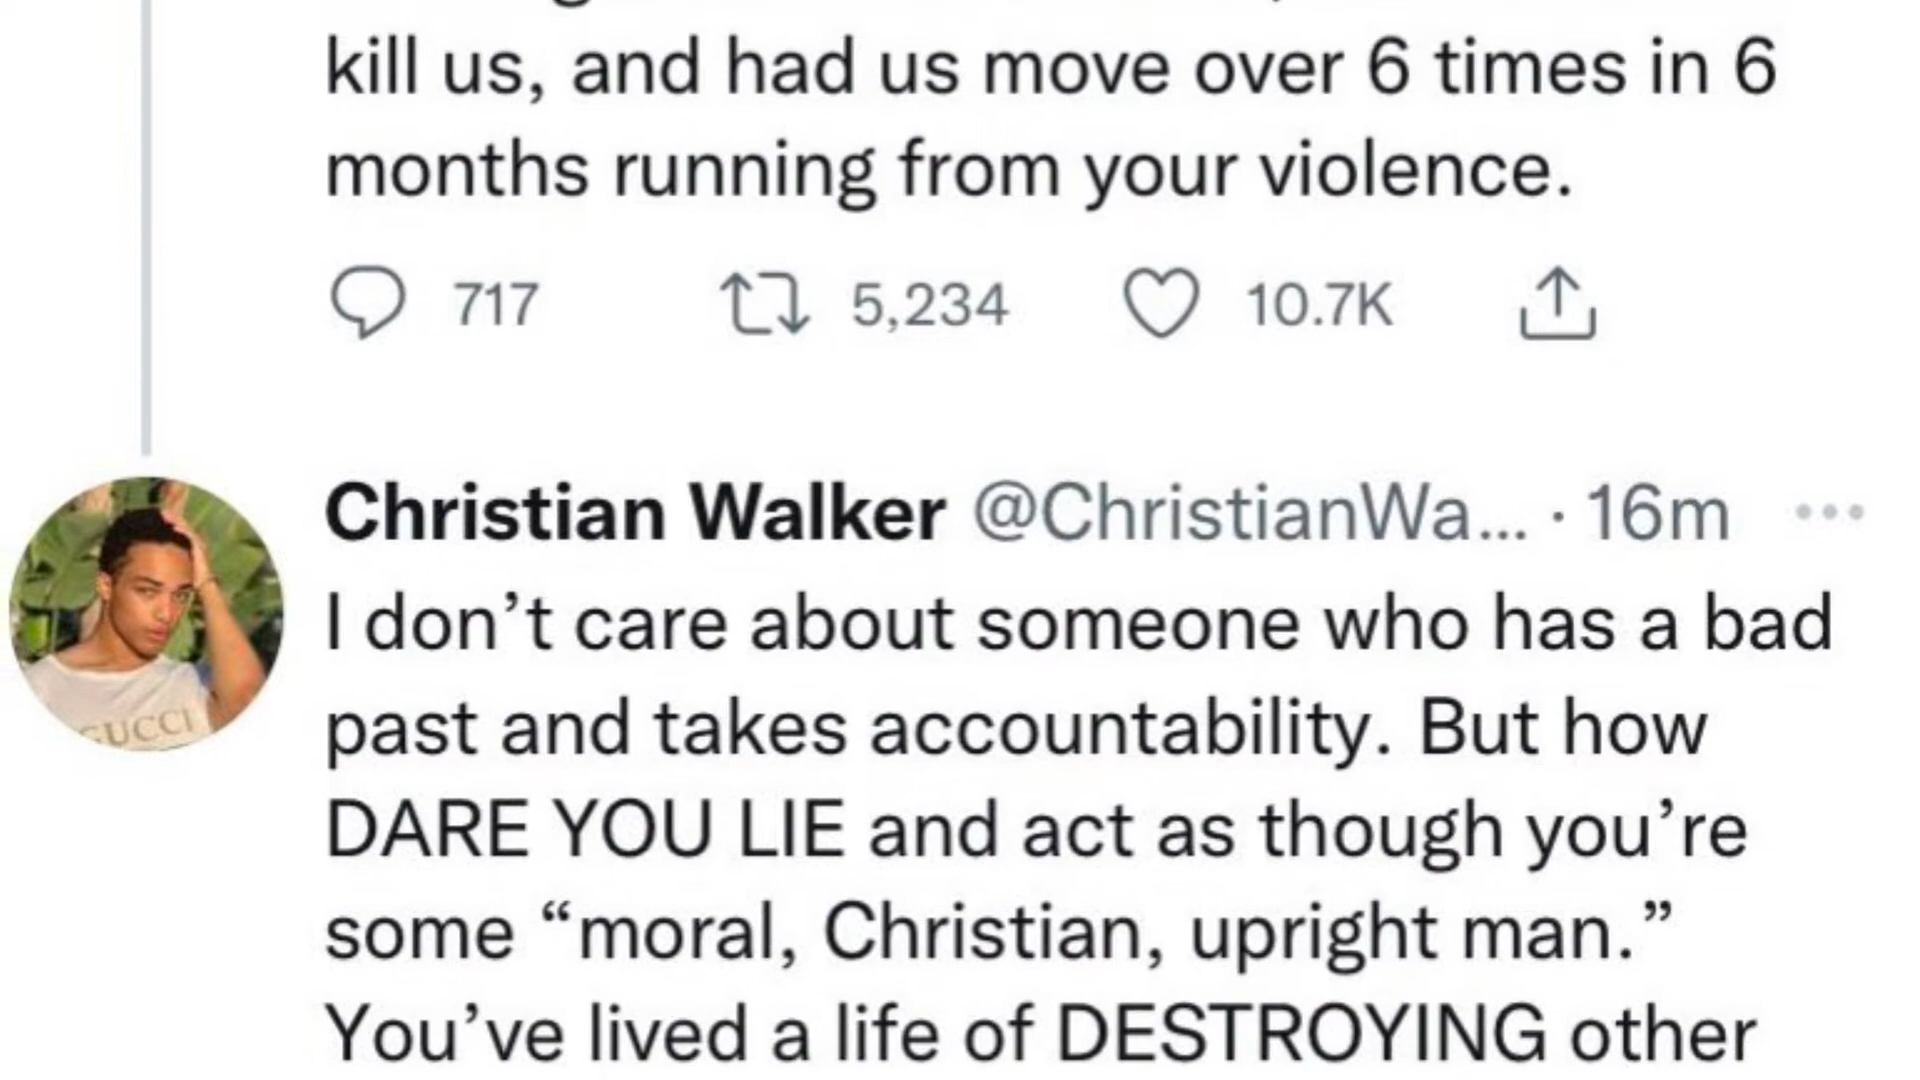 kill us, and had us move over 6 times in 6
months running from your violence.
717 5,234 10.7K
Christian Walker @ChristianWa... · 16m
I don’t care about someone who has a bad
past and takes accountability. But how
DARE YOU LIE and act as though you’re
some “moral, Christian, upright man.”
You’ve lived a life of DESTROYING other
GUCCI